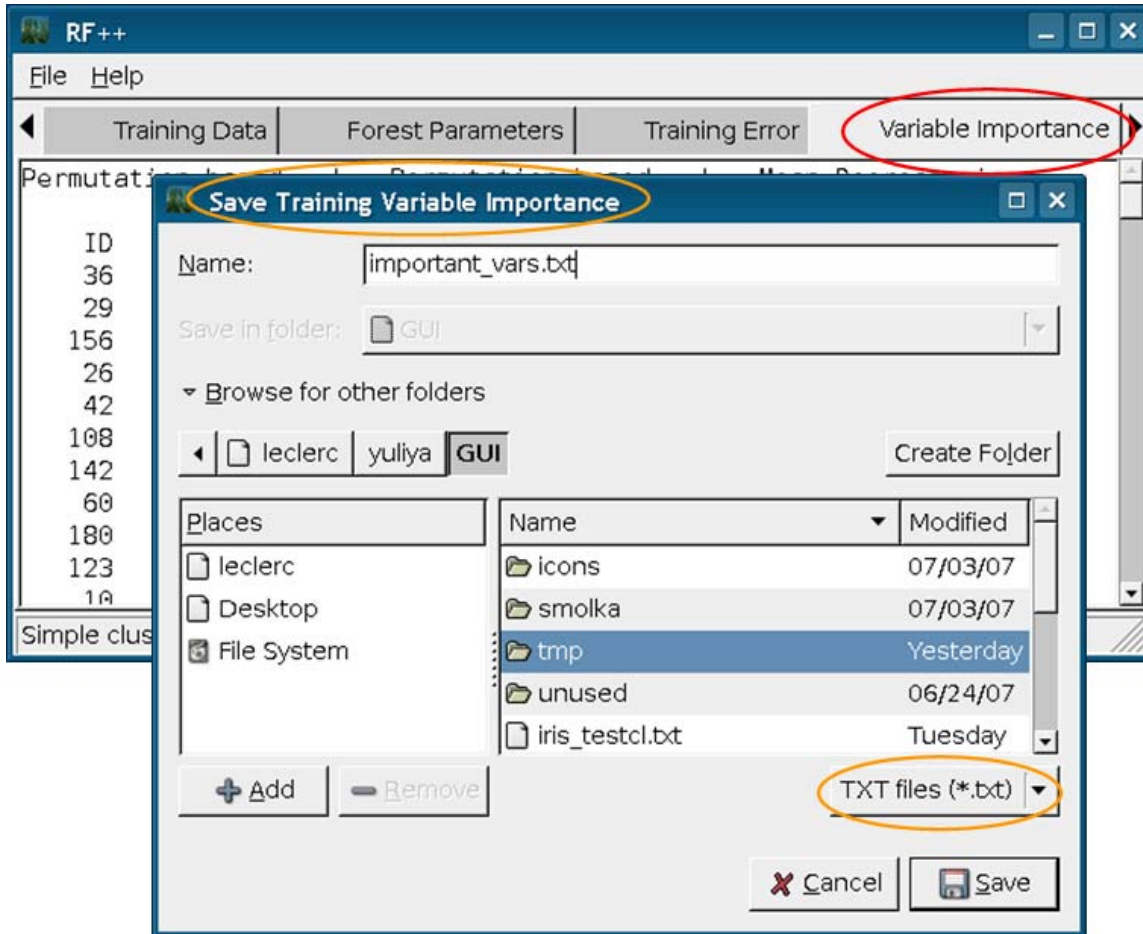 RF++
File Help
Training Data Forest Parameters Training Error Variable Importance
Save Training Variable Importance
ID
36
29
156
26
42
108
142
60
180
123
10
Simple clus
Name: important_vars.txt
Save in folder: GUI
Browse for other folders
leclerc yuliya GUI Create Folder
Places
leclerc
Desktop
File System
Name Modified
icons 07/03/07
smolka 07/03/07
tmp Yesterday
unused 06/24/07
iris_testcl.txt Tuesday
Add Remove TXT files (*.txt)
Cancel Save